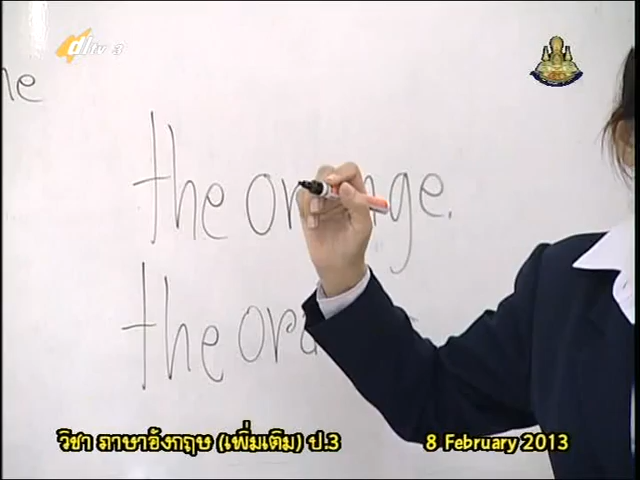 dltv 3
the orange.
the ora
วิชา ภาษาอังกฤษ (เพิ่มเติม) ป.3
8 February 2013